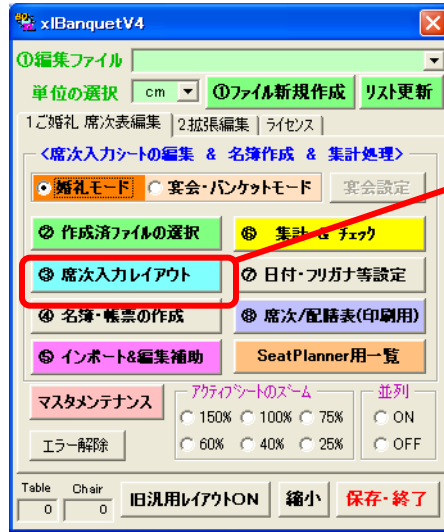 xlBanquetV4
①編集ファイル
単位の選択 cm ①ファイル新規作成 リスト更新
1ご婚礼 席次表編集 2拡張編集 ライセンス
<席次入力シートの編集 & 名簿作成 & 集計処理>
婚礼モード 宴会・バンケットモード 宴会設定
② 作成済ファイルの選択 ⑥ 集計 & チェック
③ 席次入力レイアウト ⑦ 日付・フリガナ等設定
④ 名簿・帳票の作成 ⑧ 席次/配膳表(印刷用)
⑤ インポート&編集補助 SeatPlanner用一覧
マスタメンテナンス アクティブシートのズーム 並列
150% 100% 75% ON
エラー解除 60% 40% 25% OFF
Table Chair
0 0 旧汎用レイアウトON 縮小 保存・終了